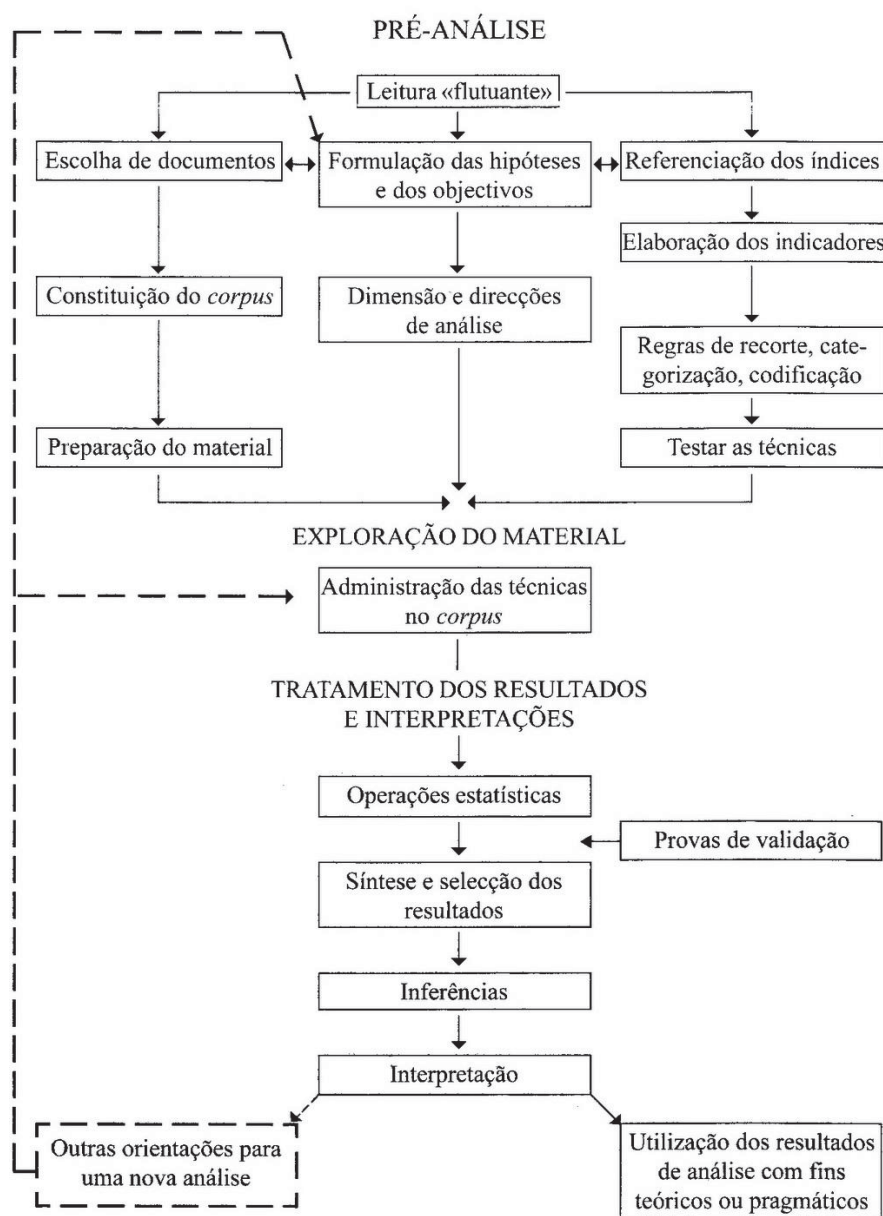 PRÉ-ANÁLISE
Leitura «flutuante»
Escolha de documentos
Formulação das hipóteses
e dos objectivos
Referenciação dos índices
Elaboração dos indicadores
Constituição do corpus
Dimensão e direcções
de análise
Regras de recorte, cate-
gorização, codificação
Preparação do material
Testar as técnicas
EXPLORAÇÃO DO MATERIAL
Administração das técnicas
no corpus
TRATAMENTO DOS RESULTADOS
E INTERPRETAÇÕES
Operações estatísticas
Provas de validação
Síntese e selecção dos
resultados
Inferências
Interpretação
Outras orientações para
uma nova análise
Utilização dos resultados
de análise com fins
teóricos ou pragmáticos